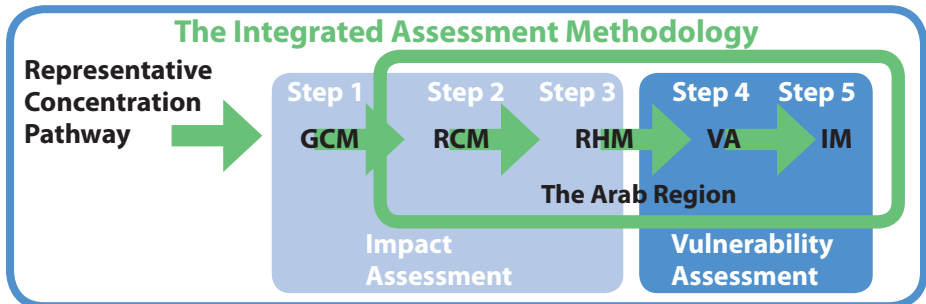 The Integrated Assessment Methodology
Representative
Concentration
Pathway
Step 1 Step 2 Step 3 Step 4 Step 5
GCM RCM RHM VA IM
The Arab Region
Impact
Assessment
Vulnerability
Assessment